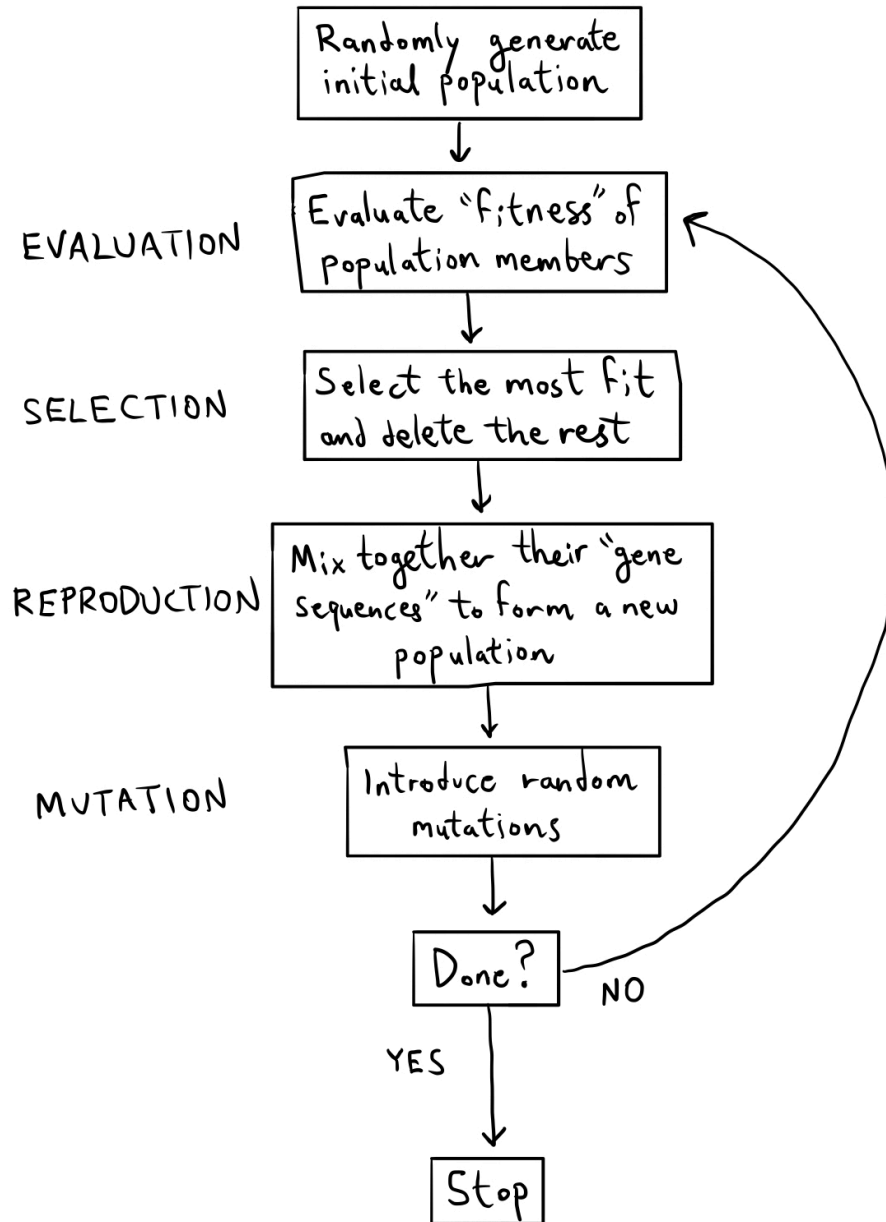 Randomly generate
initial population
EVALUATION
Evaluate "fitness" of
population members
SELECTION
Select the most fit
and delete the rest
REPRODUCTION
Mix together their "gene
sequences" to form a new
population
MUTATION
Introduce random
mutations
Done?
NO
YES
Stop